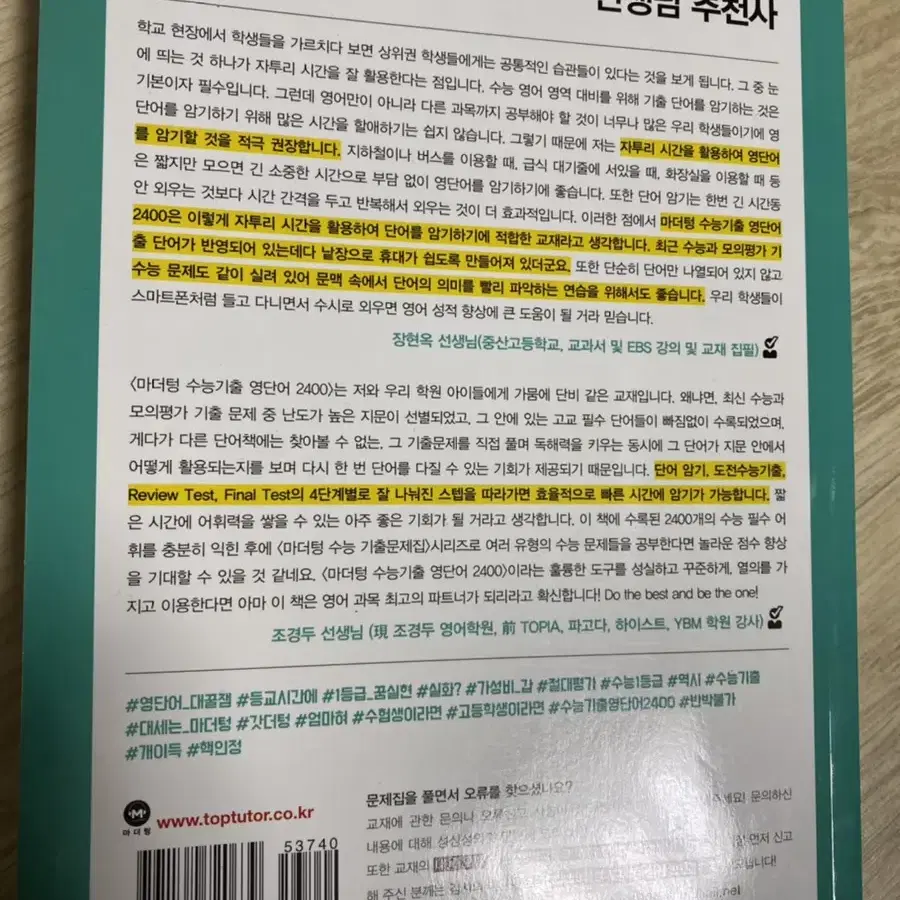 선생님 추천사
학교 현장에서 학생들을 가르치다 보면 상위권 학생들에게는 공통적인 습관들이 있다는 것을 보게 됩니다. 그 중 눈
에 띄는 것 하나가 자투리 시간을 잘 활용한다는 점입니다. 수능 영어 영역 대비를 위해 기출 단어를 암기하는 것은
기본이자 필수입니다. 그런데 영어만이 아니라 다른 과목까지 공부해야 할 것이 너무나 많은 우리 학생들이기에 영
단어를 암기하기 위해 많은 시간을 할애하기는 쉽지 않습니다. 그렇기 때문에 저는 자투리 시간을 활용하여 영단어
를 암기할 것을 적극 권장합니다. 지하철이나 버스를 이용할 때, 급식 대기줄에 서있을 때, 화장실을 이용할 때 등
은 짧지만 모으면 긴 소중한 시간으로 부담 없이 영단어를 암기하기에 좋습니다. 또한 단어 암기는 한번 긴 시간동
안 외우는 것보다 시간 간격을 두고 반복해서 외우는 것이 더 효과적입니다. 이러한 점에서 마더텅 수능기출 영단어
2400은 이렇게 자투리 시간을 활용하여 단어를 암기하기에 적합한 교재라고 생각합니다. 최근 수능과 모의평가 기
출 단어가 반영되어 있는데다 낱장으로 휴대가 쉽도록 만들어져 있더군요. 또한 단순히 단어만 나열되어 있지 않고
수능 문제도 같이 실려 있어 문맥 속에서 단어의 의미를 빨리 파악하는 연습을 위해서도 좋습니다. 우리 학생들이
스마트폰처럼 들고 다니면서 수시로 외우면 영어 성적 향상에 큰 도움이 될 거라 믿습니다.
장현옥 선생님(중산고등학교, 교과서 및 EBS 강의 및 교재 집필)
〈마더텅 수능기출 영단어 2400〉는 저와 우리 학원 아이들에게 가뭄에 단비 같은 교재입니다. 왜냐면, 최신 수능과
모의평가 기출 문제 중 난도가 높은 지문이 선별되었고, 그 안에 있는 고교 필수 단어들이 빠짐없이 수록되었으며,
게다가 다른 단어책에는 찾아볼 수 없는, 그 기출문제를 직접 풀며 독해력을 키우는 동시에 그 단어가 지문 안에서
어떻게 활용되는지를 보며 다시 한 번 단어를 다질 수 있는 기회가 제공되기 때문입니다. 단어 암기, 도전수능기출,
Review Test, Final Test의 4단계별로 잘 나눠진 스텝을 따라가면 효율적으로 빠른 시간에 암기가 가능합니다. 짧
은 시간에 어휘력을 쌓을 수 있는 아주 좋은 기회가 될 거라고 생각합니다. 이 책에 수록된 2400개의 수능 필수 어
휘를 충분히 익힌 후에 〈마더텅 수능 기출문제집〉시리즈로 여러 유형의 수능 문제들을 공부한다면 놀라운 점수 향상
을 기대할 수 있을 것 같네요. 〈마더텅 수능기출 영단어 2400〉이라는 훌륭한 도구를 성실하고 꾸준하게, 열의를 가
지고 이용한다면 아마 이 책은 영어 과목 최고의 파트너가 되리라고 확신합니다! Do the best and be the one!
조경두 선생님 (現 조경두 영어학원, 前 TOPIA, 파고다, 하이스트, YBM 학원 강사)
#영단어_대꿀잼 #등교시간에 #1등급_꿈실현 #실화? #가성비_갑 #절대평가 #수능1등급 #역시 #수능기출
#대세는_마더텅 #갓더텅 #엄마혀 #수험생이라면 #고등학생이라면 #수능기출영단어2400 #반박불가
#개이득 #핵인정
마더텅 www.toptutor.co.kr
53740
문제집을 풀면서 오류를 찾으셨나요?
교재에 관한 문의나 세요! 문의하신
내용에 대해 먼저 신고
또한 교재의 니다!
해 주신 분께는 .net